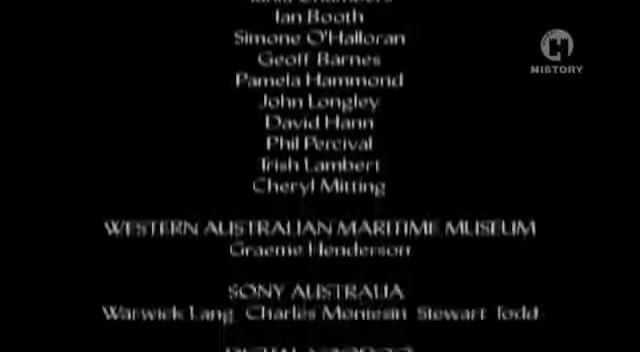 Ian Booth
Simone O'Halloran
Geoff Barnes
Pamela Hammond
John Longley
David Hann
Phil Percival
Trish Lambert
Cheryl Mitting
WESTERN AUSTRALIAN MARITIME MUSEUM
Graeme Henderson
SONY AUSTRALIA
Warwick Lang Charles Montesin Stewart Todd
H
HISTORY